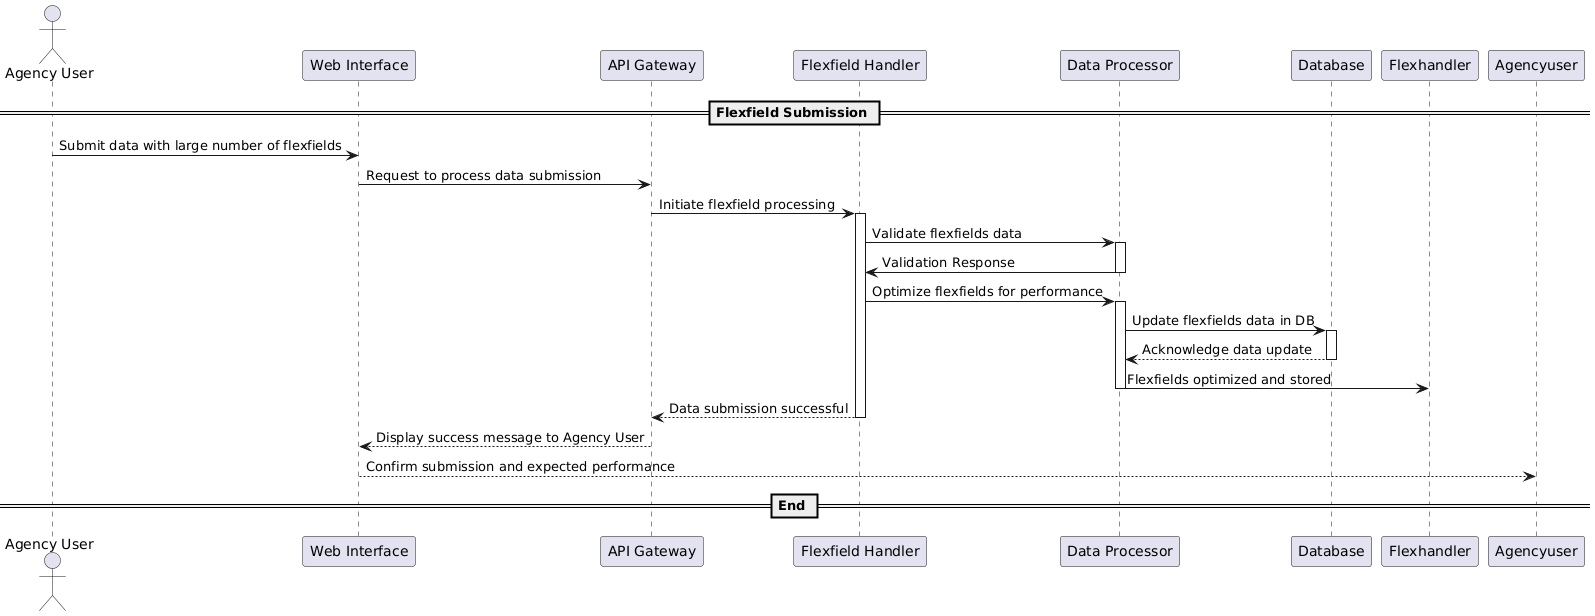 Agency User
Web Interface
API Gateway
Flexfield Handler
Data Processor
Database
Flexhandler
Agencyuser
Flexfield Submission
Submit data with large number of flexfields
Request to process data submission
Initiate flexfield processing
Validate flexfields data
Validation Response
Optimize flexfields for performance
Update flexfields data in DB
Acknowledge data update
Flexfields optimized and stored
Data submission successful
Display success message to Agency User
Confirm submission and expected performance
End
Agency User
Web Interface
API Gateway
Flexfield Handler
Data Processor
Database
Flexhandler
Agencyuser